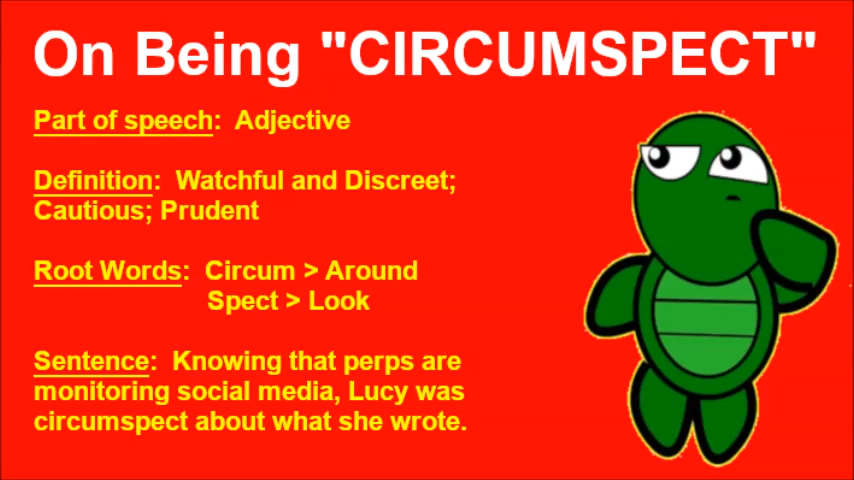 On Being "CIRCUMSPECT"
Part of speech:  Adjective
Definition:  Watchful and Discreet;
Cautious; Prudent
Root Words:  Circum > Around
Spect > Look
Sentence:  Knowing that perps are
monitoring social media, Lucy was
circumspect about what she wrote.